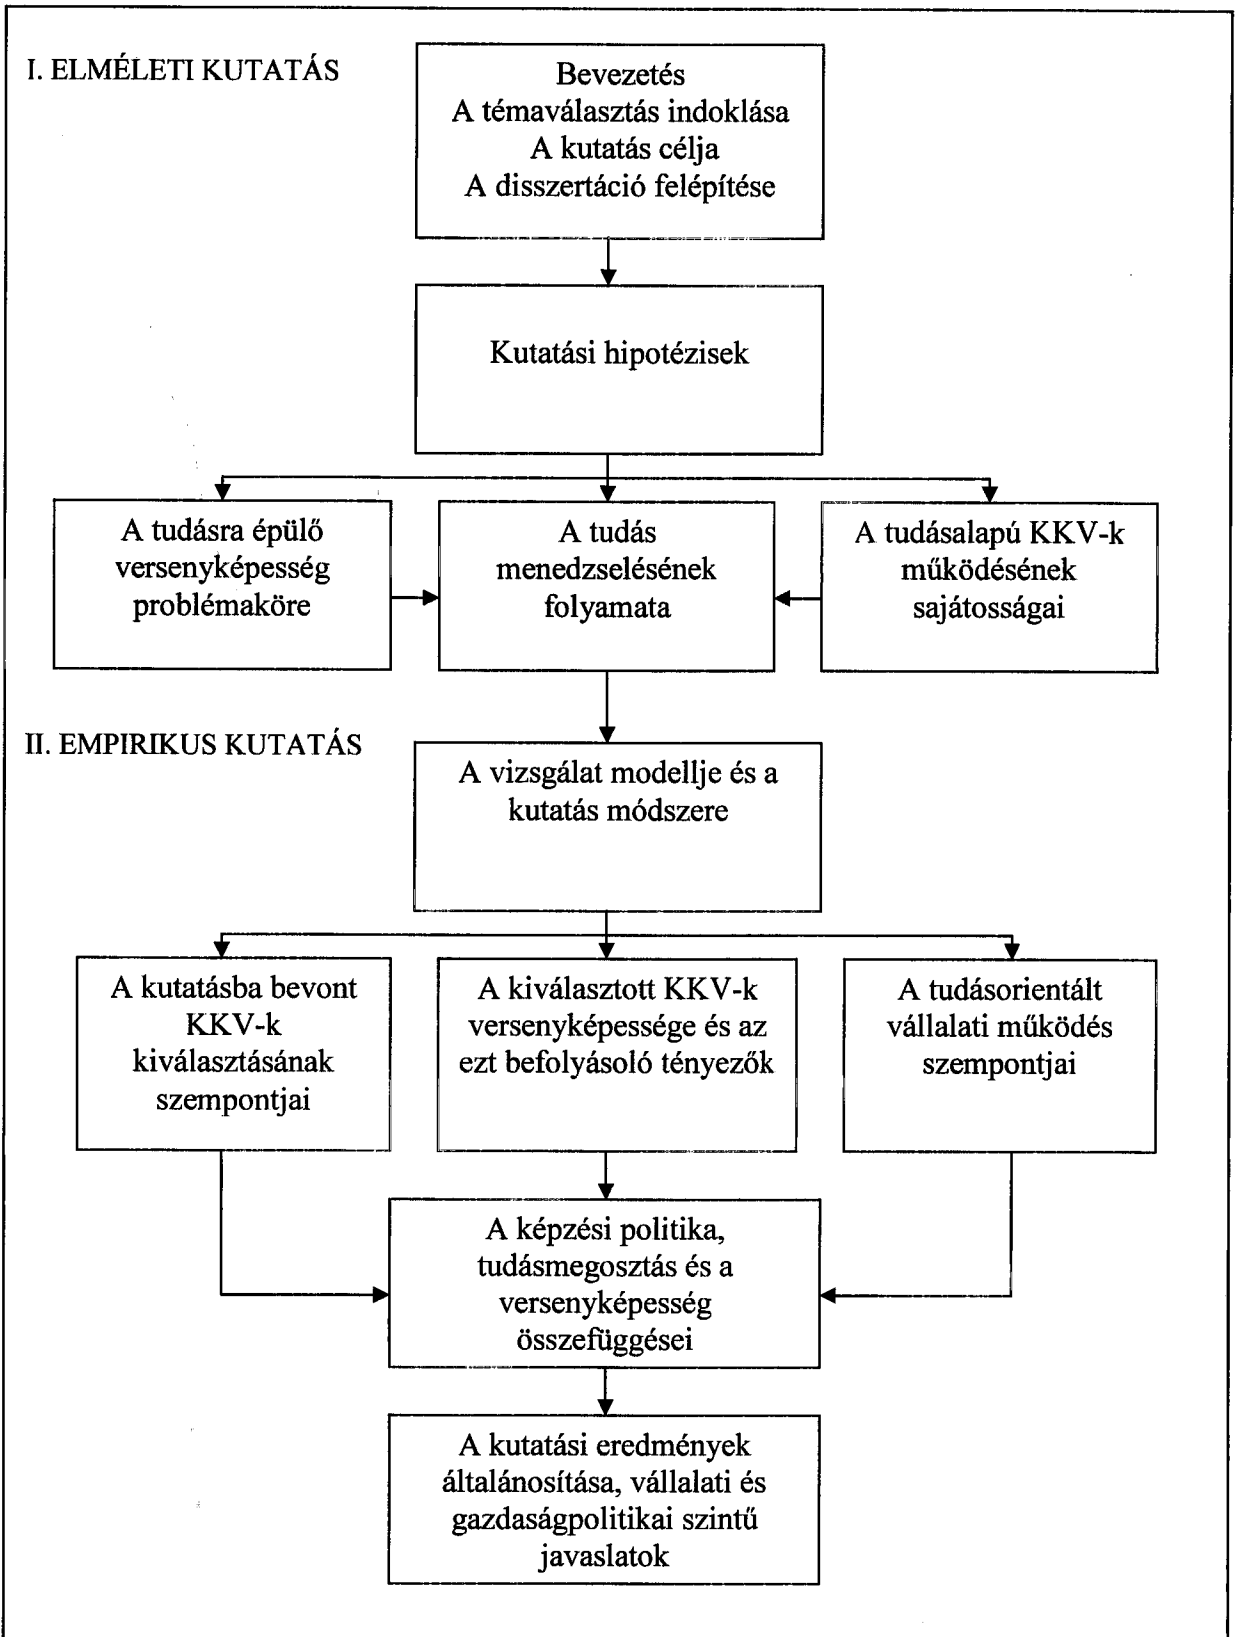 I. ELMÉLETI KUTATÁS
Bevezetés
A témaválasztás indoklása
A kutatás célja
A disszertáció felépítése
Kutatási hipotézisek
A tudásra épülő
versenyképesség
problémaköre
A tudás
menedzselésének
folyamata
A tudásalapú KKV-k
működésének
sajátosságai
II. EMPIRIKUS KUTATÁS
A vizsgálat modellje és a
kutatás módszere
A kutatásba bevont
KKV-k
kiválasztásának
szempontjai
A kiválasztott KKV-k
versenyképessége és az
ezt befolyásoló tényezők
A tudásorientált
vállalati működés
szempontjai
A képzési politika,
tudásmegosztás és a
versenyképesség
összefüggései
A kutatási eredmények
általánosítása, vállalati és
gazdaságpolitikai szintű
javaslatok